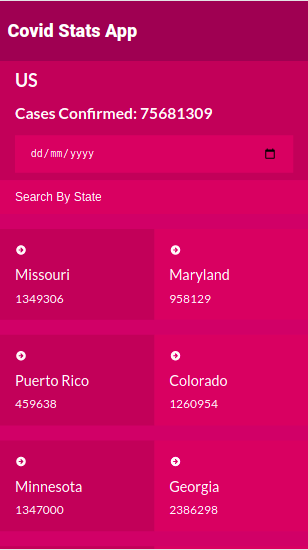 Covid Stats App
US
Cases Confirmed: 75681309
dd/mm/yyyy
Search By State
Missouri
1349306
Maryland
958129
Puerto Rico
459638
Colorado
1260954
Minnesota
1347000
Georgia
2386298